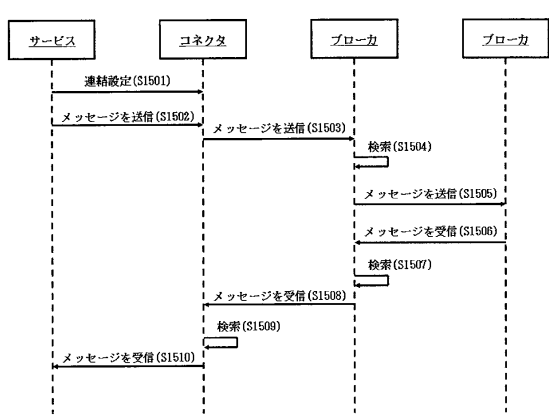 サービス
コネクタ
ブローカ
ブローカ
連結設定(S1501)
メッセージを送信(S1502)
メッセージを送信(S1503)
検索(S1504)
メッセージを送信(S1505)
メッセージを受信(S1506)
検索(S1507)
メッセージを受信(S1508)
検索(S1509)
メッセージを受信(S1510)